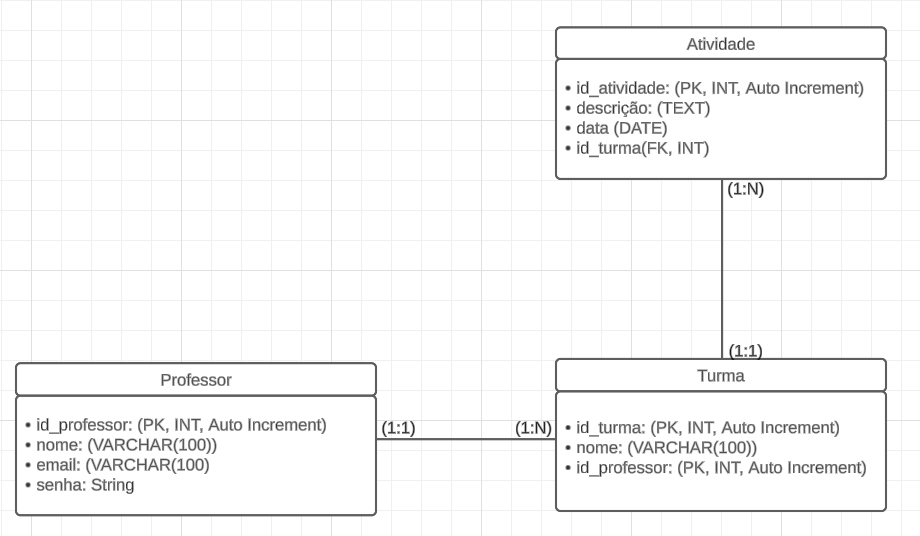 Atividade
• id_atividade: (PK, INT, Auto Increment)
• descrição: (TEXT)
• data (DATE)
• id_turma(FK, INT)
(1:N)
(1:1)
Professor
• id_professor: (PK, INT, Auto Increment)
• nome: (VARCHAR(100))
• email: (VARCHAR(100)
• senha: String
(1:1)
(1:N)
Turma
• id_turma: (PK, INT, Auto Increment)
• nome: (VARCHAR(100))
• id_professor: (PK, INT, Auto Increment)